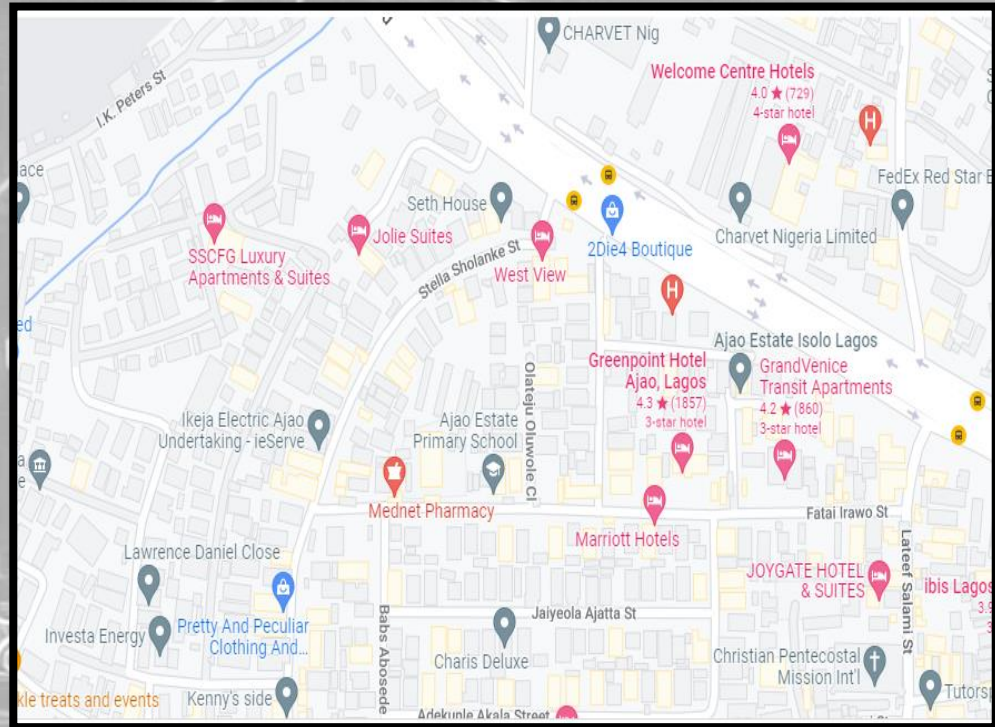 CHARVET Nig
I.K. Peters St
Welcome Centre Hotels
4.0 ★ (729)
4-star hotel
H
FedEx Red Star
Seth House
Jolie Suites
SSCFG Luxury
Apartments & Suites
Stella Sholanke St
West View
2Die4 Boutique
Charvet Nigeria Limited
H
Ajao Estate Isolo Lagos
Greenpoint Hotel
Ajao, Lagos
4.3 ★ (1857)
3-star hotel
GrandVenice
Transit Apartments
4.2 ★ (860)
3-star hotel
Olateju Oluwole Cl
Ikeja Electric Ajao
Undertaking - ieServe
Ajao Estate
Primary School
Mednet Pharmacy
Fatai Irawo St
Marriott Hotels
Lateef Salami St
Lawrence Daniel Close
JOYGATE HOTEL
& SUITES
ibis Lagos
Jaiyeola Ajatta St
Babs Abosede
Investa Energy
Pretty And Peculiar
Clothing And...
Charis Deluxe
Christian Pentecostal
Mission Int'l
kle treats and events
Kenny's side
Adekunle Akala Street